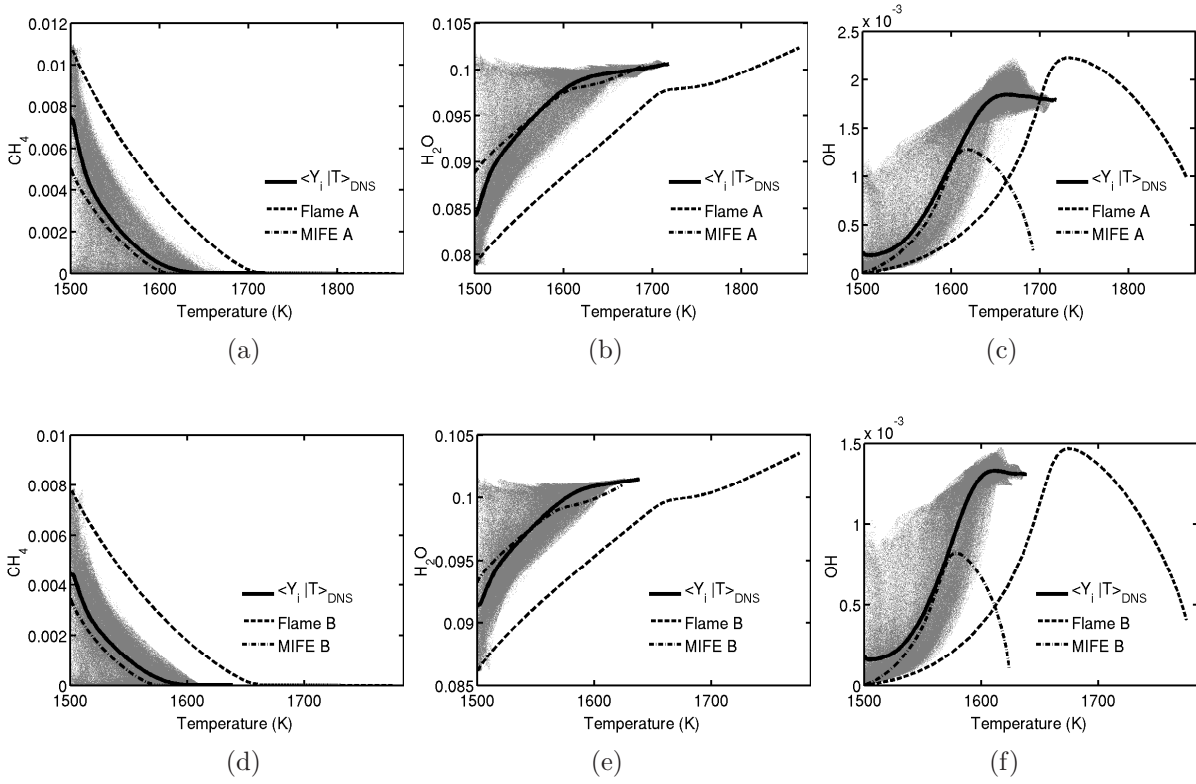 0.012
0.01
0.008
0.006
0.004
0.002
0
CH4
1500 1600 1700 1800
Temperature (K)
<Yi |T>DNS
Flame A
MIFE A
(a)
0.105
0.1
0.095
0.09
0.085
0.08
H2O
1500 1600 1700 1800
Temperature (K)
<Yi |T>DNS
Flame A
MIFE A
(b)
x 10-3
2.5
2
1.5
1
0.5
0
OH
1500 1600 1700 1800
Temperature (K)
<Yi |T>DNS
Flame A
MIFE A
(c)
0.01
0.008
0.006
0.004
0.002
0
CH4
1500 1600 1700
Temperature (K)
<Yi |T>DNS
Flame B
MIFE B
(d)
0.105
0.1
0.095
0.09
0.085
H2O
1500 1600 1700
Temperature (K)
<Yi |T>DNS
Flame B
MIFE B
(e)
x 10-3
1.5
1
0.5
0
OH
1500 1600 1700
Temperature (K)
<Yi |T>DNS
Flame B
MIFE B
(f)